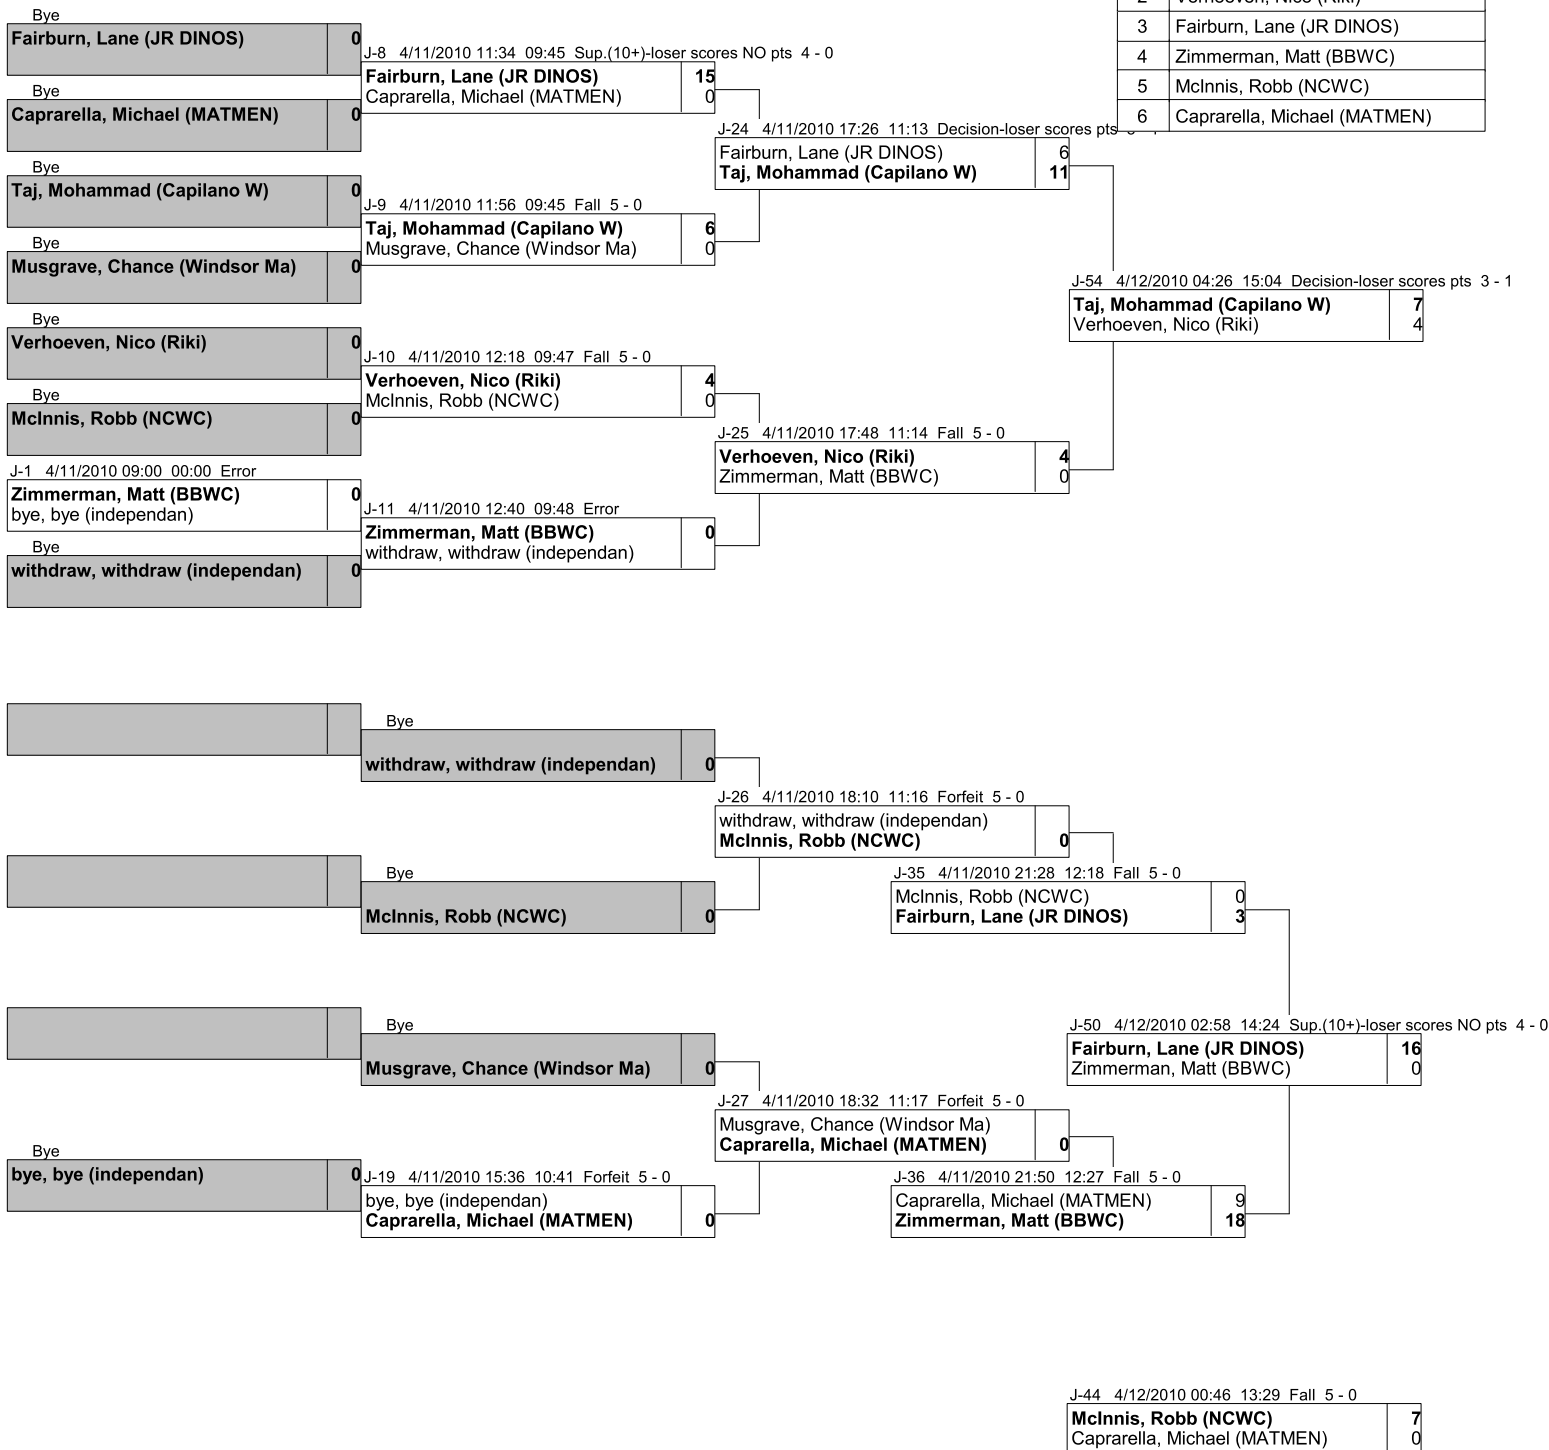 2 Verhoeven, Nico (Riki)
3 Fairburn, Lane (JR DINOS)
4 Zimmerman, Matt (BBWC)
5 McInnis, Robb (NCWC)
6 Caprarella, Michael (MATMEN)
Bye
Fairburn, Lane (JR DINOS) 0
Bye
Caprarella, Michael (MATMEN) 0
Bye
Taj, Mohammad (Capilano W) 0
Bye
Musgrave, Chance (Windsor Ma) 0
Bye
Verhoeven, Nico (Riki) 0
Bye
McInnis, Robb (NCWC) 0
J-1 4/11/2010 09:00 00:00 Error
Zimmerman, Matt (BBWC) 0
bye, bye (independan)
Bye
withdraw, withdraw (independan) 0
J-8 4/11/2010 11:34 09:45 Sup.(10+)-loser scores NO pts 4 - 0
Fairburn, Lane (JR DINOS) 15
Caprarella, Michael (MATMEN) 0
J-9 4/11/2010 11:56 09:45 Fall 5 - 0
Taj, Mohammad (Capilano W) 6
Musgrave, Chance (Windsor Ma) 0
J-10 4/11/2010 12:18 09:47 Fall 5 - 0
Verhoeven, Nico (Riki) 4
McInnis, Robb (NCWC) 0
J-11 4/11/2010 12:40 09:48 Error
Zimmerman, Matt (BBWC) 0
withdraw, withdraw (independan)
J-24 4/11/2010 17:26 11:13 Decision-loser scores pts
Fairburn, Lane (JR DINOS) 6
Taj, Mohammad (Capilano W) 11
J-25 4/11/2010 17:48 11:14 Fall 5 - 0
Verhoeven, Nico (Riki) 4
Zimmerman, Matt (BBWC) 0
J-54 4/12/2010 04:26 15:04 Decision-loser scores pts 3 - 1
Taj, Mohammad (Capilano W) 7
Verhoeven, Nico (Riki) 4
Bye
withdraw, withdraw (independan) 0
Bye
McInnis, Robb (NCWC) 0
Bye
Musgrave, Chance (Windsor Ma) 0
Bye
bye, bye (independan) 0
J-19 4/11/2010 15:36 10:41 Forfeit 5 - 0
bye, bye (independan)
Caprarella, Michael (MATMEN) 0
J-26 4/11/2010 18:10 11:16 Forfeit 5 - 0
withdraw, withdraw (independan)
McInnis, Robb (NCWC) 0
J-27 4/11/2010 18:32 11:17 Forfeit 5 - 0
Musgrave, Chance (Windsor Ma)
Caprarella, Michael (MATMEN) 0
J-35 4/11/2010 21:28 12:18 Fall 5 - 0
McInnis, Robb (NCWC) 0
Fairburn, Lane (JR DINOS) 3
J-36 4/11/2010 21:50 12:27 Fall 5 - 0
Caprarella, Michael (MATMEN) 9
Zimmerman, Matt (BBWC) 18
J-50 4/12/2010 02:58 14:24 Sup.(10+)-loser scores NO pts 4 - 0
Fairburn, Lane (JR DINOS) 16
Zimmerman, Matt (BBWC) 0
J-44 4/12/2010 00:46 13:29 Fall 5 - 0
McInnis, Robb (NCWC) 7
Caprarella, Michael (MATMEN) 0